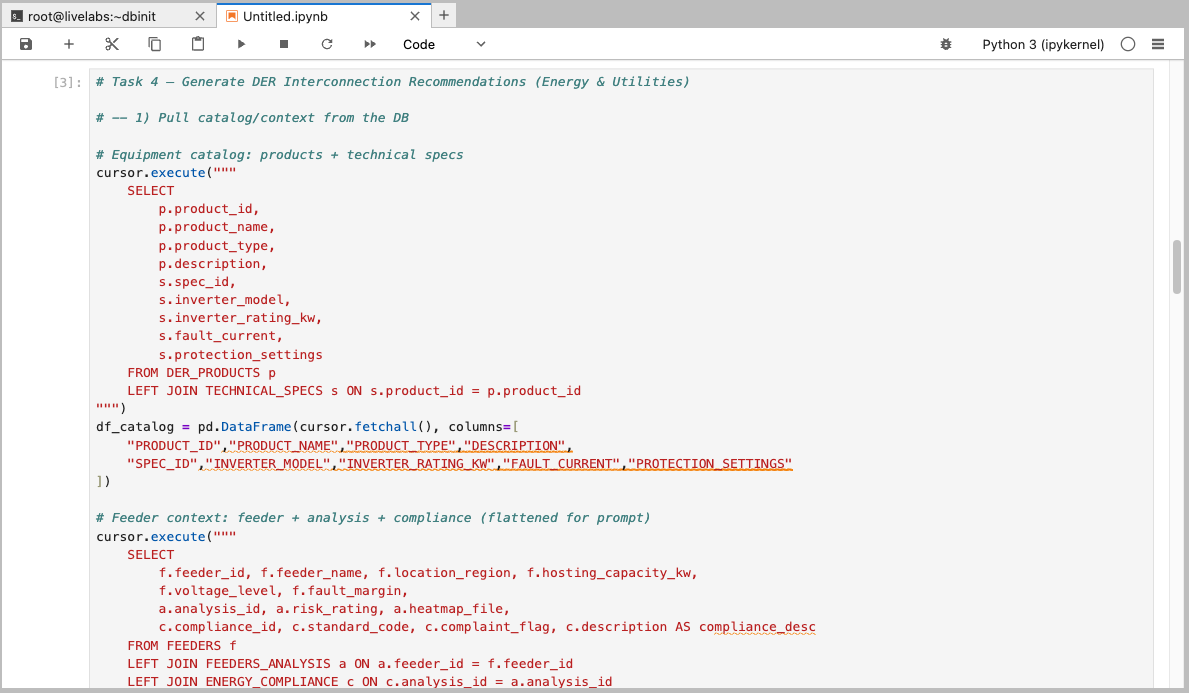 root@livelabs:~dbinit
Untitled.ipynb
Code
Python 3 (ipykernel)
[3]:
# Task 4 — Generate DER Interconnection Recommendations (Energy & Utilities)
# —— 1) Pull catalog/context from the DB
# Equipment catalog: products + technical specs
cursor.execute("""
    SELECT
        p.product_id,
        p.product_name,
        p.product_type,
        p.description,
        s.spec_id,
        s.inverter_model,
        s.inverter_rating_kw,
        s.fault_current,
        s.protection_settings
    FROM DER_PRODUCTS p
    LEFT JOIN TECHNICAL_SPECS s ON s.product_id = p.product_id
""")
df_catalog = pd.DataFrame(cursor.fetchall(), columns=[
    "PRODUCT_ID","PRODUCT_NAME","PRODUCT_TYPE","DESCRIPTION",
    "SPEC_ID","INVERTER_MODEL","INVERTER_RATING_KW","FAULT_CURRENT","PROTECTION_SETTINGS"
])
# Feeder context: feeder + analysis + compliance (flattened for prompt)
cursor.execute("""
    SELECT
        f.feeder_id, f.feeder_name, f.location_region, f.hosting_capacity_kw,
        f.voltage_level, f.fault_margin,
        a.analysis_id, a.risk_rating, a.heatmap_file,
        c.compliance_id, c.standard_code, c.complaint_flag, c.description AS compliance_desc
    FROM FEEDERS f
    LEFT JOIN FEEDERS_ANALYSIS a ON a.feeder_id = f.feeder_id
    LEFT JOIN ENERGY_COMPLIANCE c ON c.analysis_id = a.analysis_id